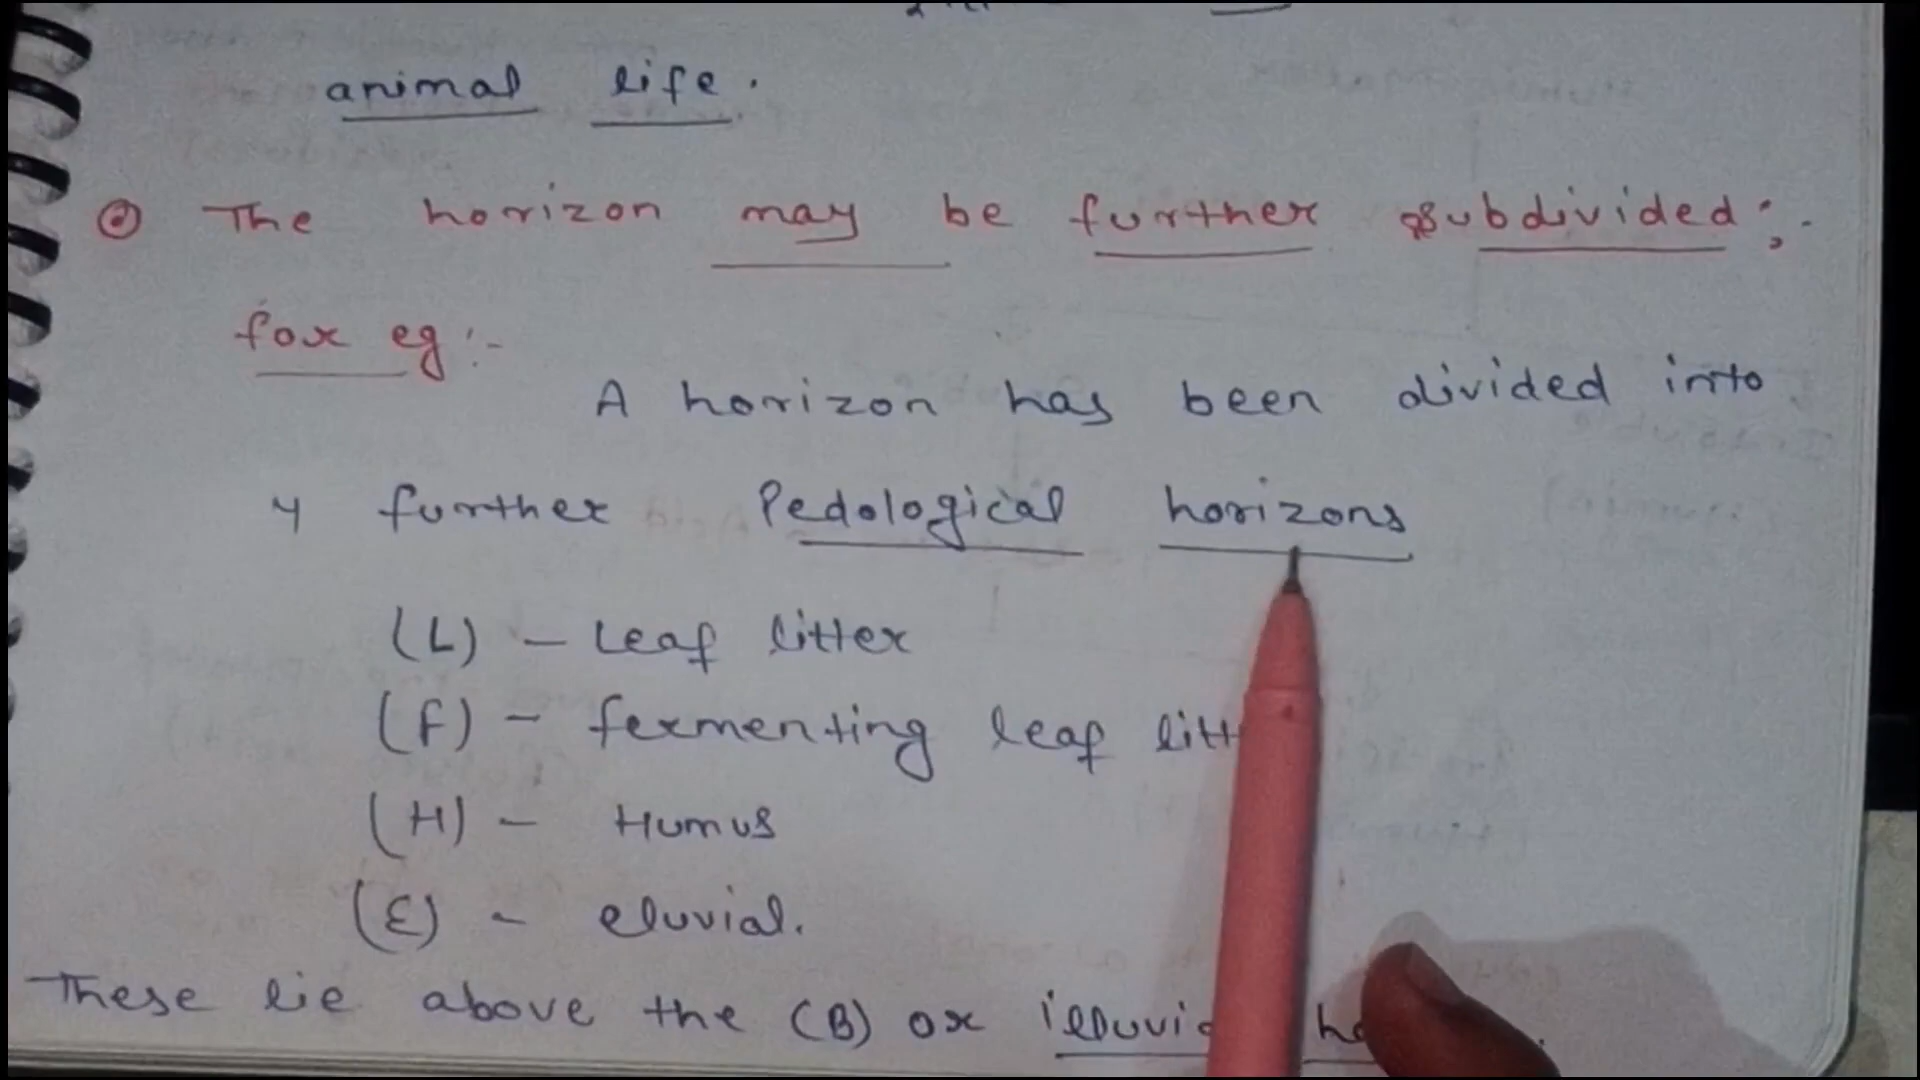 animal life.
The horizon may be further subdivided;-
for eg:-
A horizon has been divided into
4 further Pedological horizons
(L) - Leaf litter
(F) - fermenting leaf litt
(H) - Humus
(E) - eluvial.
These lie above the (B) or